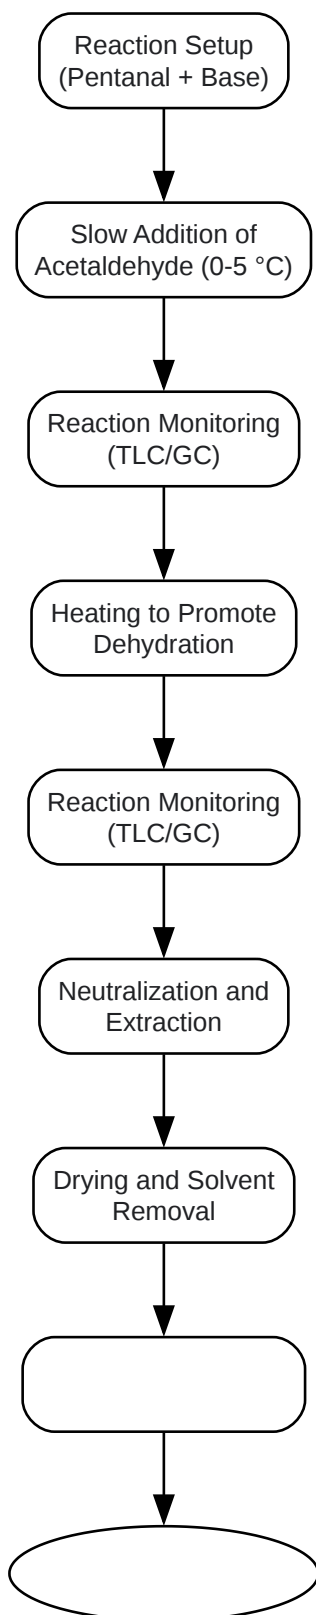 Reaction Setup
(Pentanal + Base)
Slow Addition of
Acetaldehyde (0-5 °C)
Reaction Monitoring
(TLC/GC)
Heating to Promote
Dehydration
Reaction Monitoring
(TLC/GC)
Neutralization and
Extraction
Drying and Solvent
Removal